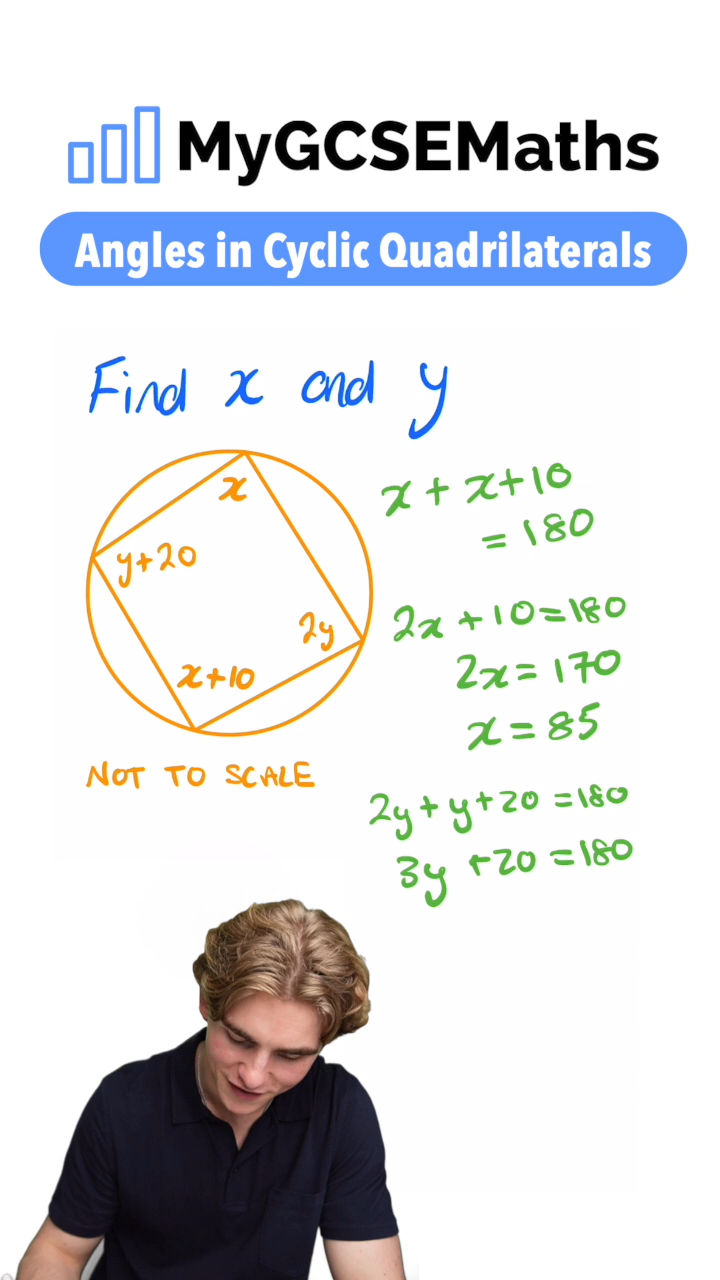 MyGCSEMaths
Angles in Cyclic Quadrilaterals
Find x and y
x
y+20
2y
x+10
NOT TO SCALE
x + x+10
= 180
2x + 10 = 180
2x = 170
x = 85
2y + y + 20 = 180
3y + 20 = 180